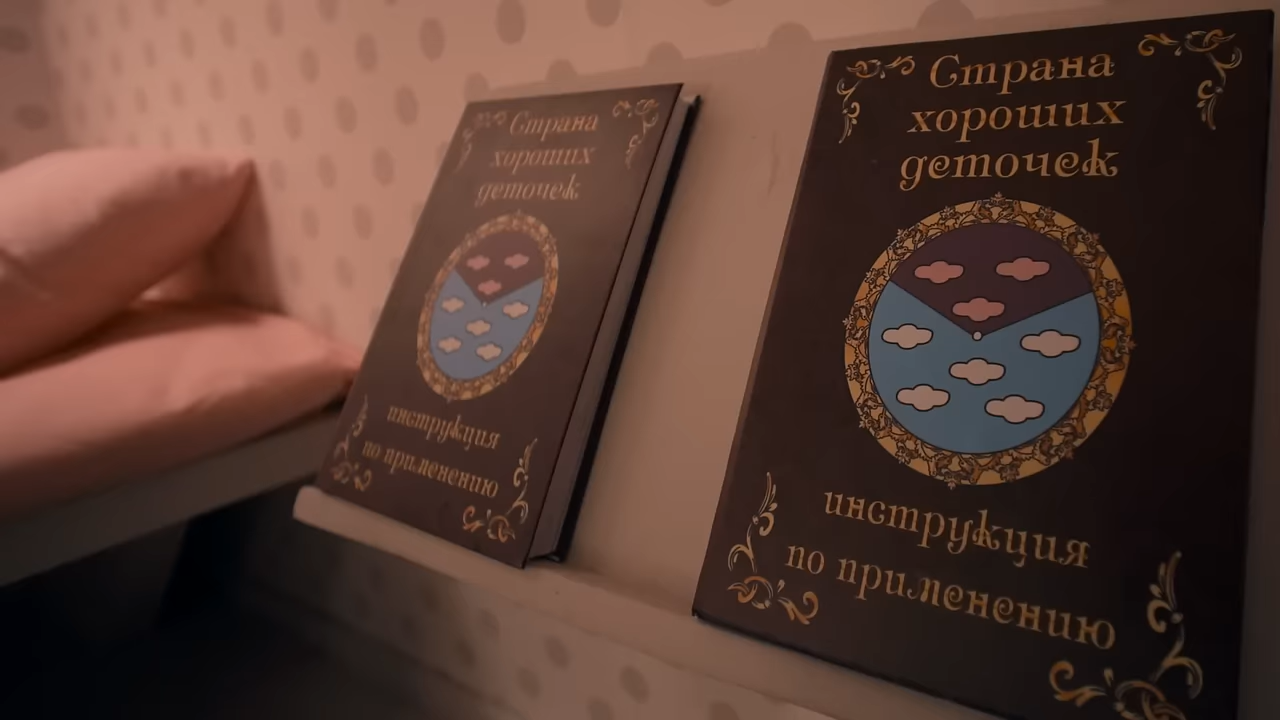 Страна
хороших
деточек
инструкция
по применению
Страна
хороших
деточек
инструкция
по применению